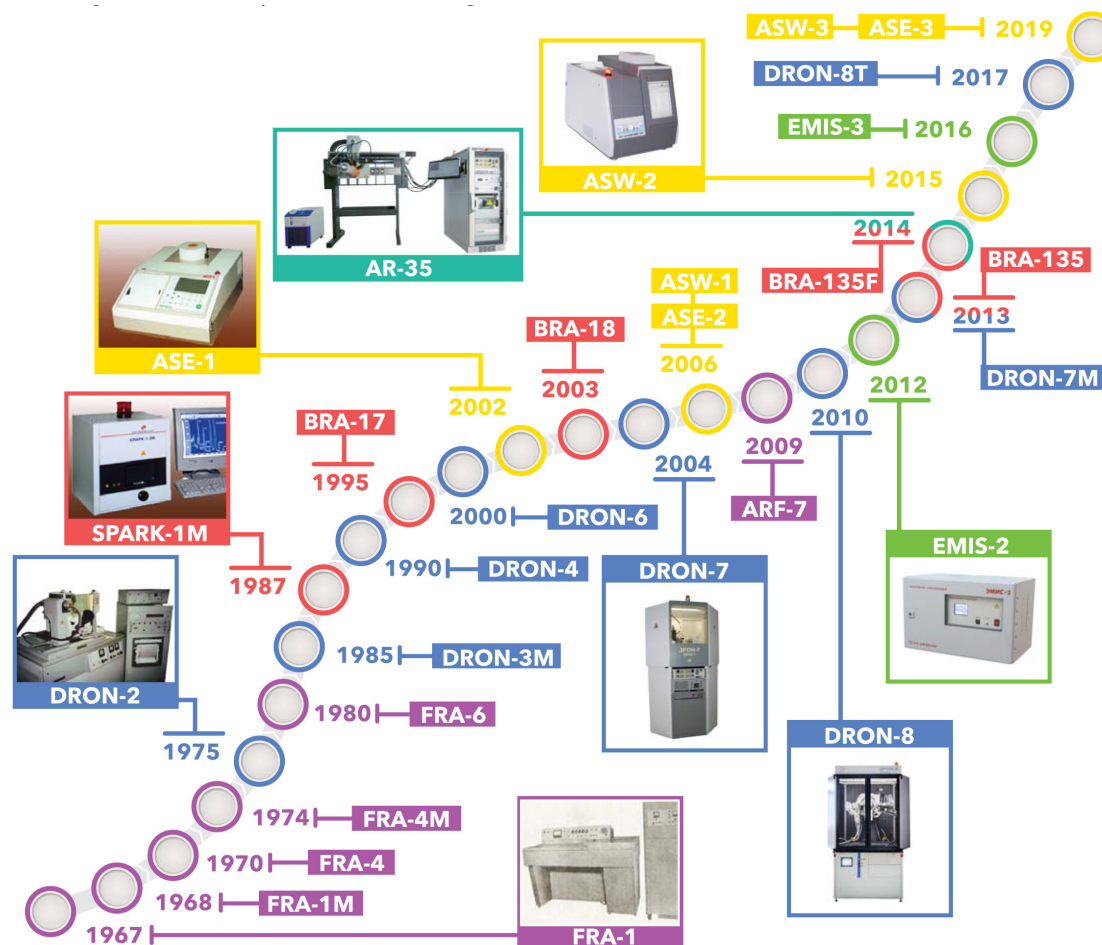 ASW-3
ASE-3
2019
DRON-8T
2017
EMIS-3
2016
ASW-2
2015
AR-35
2014
BRA-135F
BRA-135
2013
DRON-7M
ASE-1
2002
ASW-1
ASE-2
2006
BRA-18
2003
2012
EMIS-2
ЭМИС-2
2010
DRON-8
2009
ARF-7
2004
DRON-7
ДРОН-7
BRA-17
1995
2000
DRON-6
SPARK-1M
1987
1990
DRON-4
1985
DRON-3M
DRON-2
1975
1980
FRA-6
1974
FRA-4M
1970
FRA-4
1968
FRA-1M
1967
FRA-1